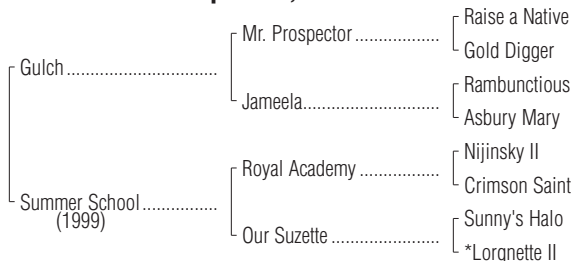 Raise a Native
Mr. Prospector ..................
Gold Digger
Gulch ................................
Rambunctious
Jameela.............................
Asbury Mary
Nijinsky II
Royal Academy .................
Crimson Saint
Summer School ................
(1999)
Sunny's Halo
Our Suzette .......................
*Lorgnette II